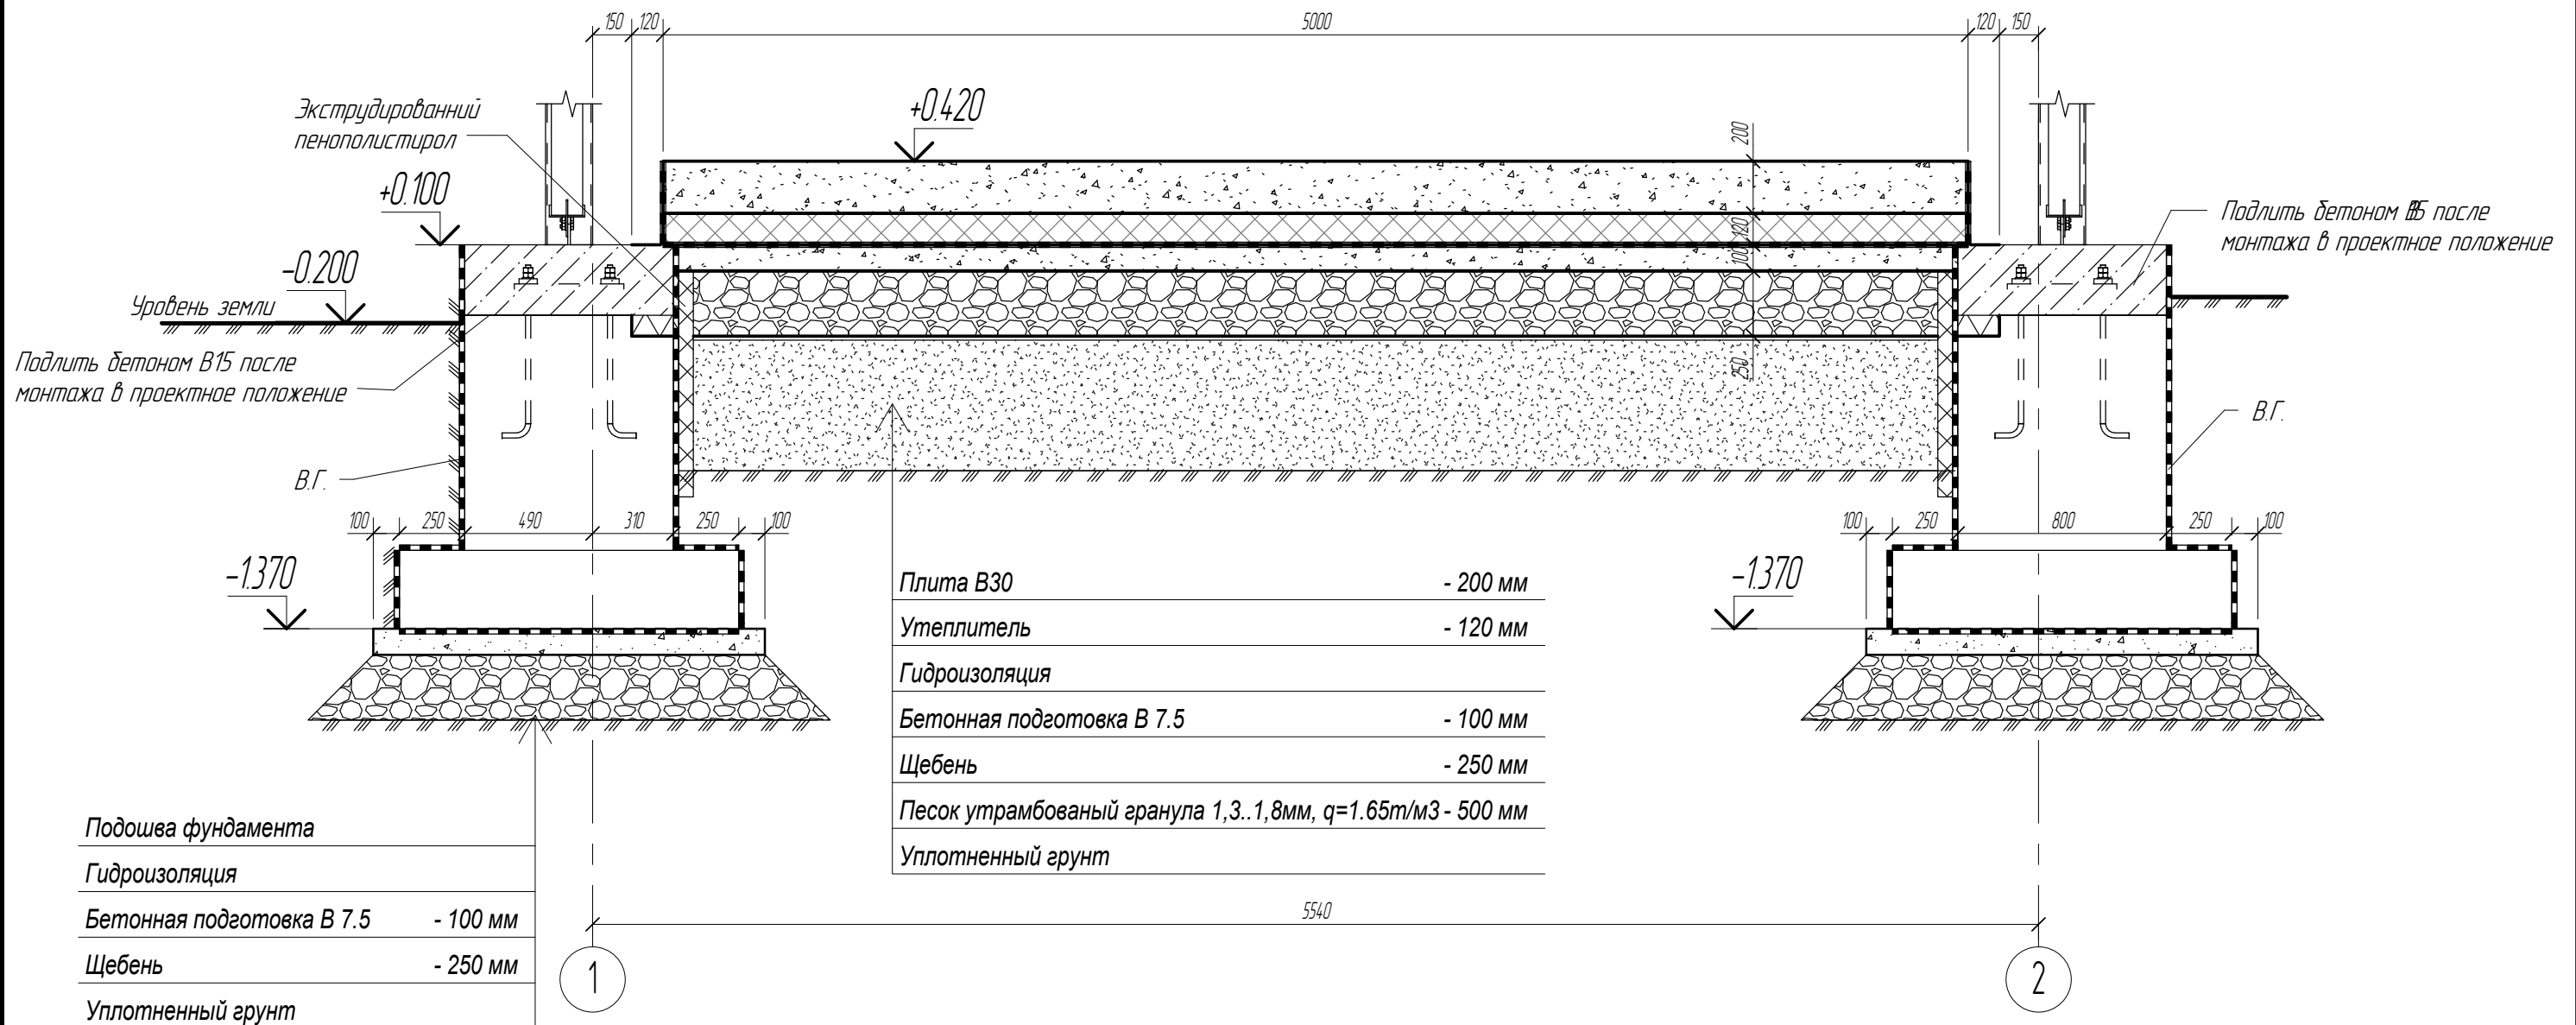 150
120
5000
120
150
Экструдированний
пенополистирол
+0.420
200
+0.100
120
Подлить бетоном В15 после
монтажа в проектное положение
100
-0.200
Уровень земли
Подлить бетоном В15 после
монтажа в проектное положение
250
В.Г.
В.Г.
100
250
490
310
250
100
100
250
800
250
100
-1.370
-1.370
Плита В30 - 200 мм
Утеплитель - 120 мм
Гидроизоляция
Бетонная подготовка В 7.5 - 100 мм
Щебень - 250 мм
Песок утрамбованый гранула 1,3..1,8мм, q=1.65т/м3 - 500 мм
Уплотненный грунт
Подошва фундамента
Гидроизоляция
Бетонная подготовка В 7.5 - 100 мм
Щебень - 250 мм
Уплотненный грунт
5540
1
2